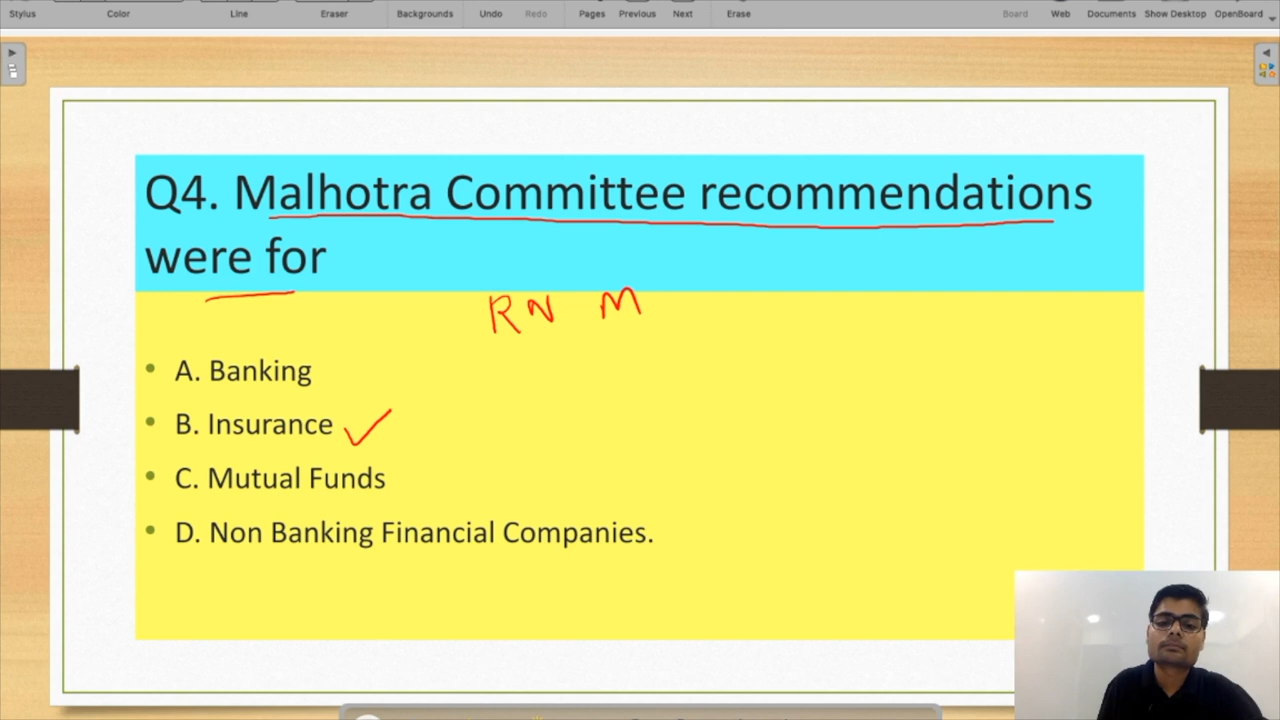 Stylus Color Line Eraser Backgrounds Undo Redo Pages Previous Next Erase Board Web Documents Show Desktop OpenBoard
Q4. Malhotra Committee recommendations
were for
RN M
• A. Banking
• B. Insurance
• C. Mutual Funds
• D. Non Banking Financial Companies.